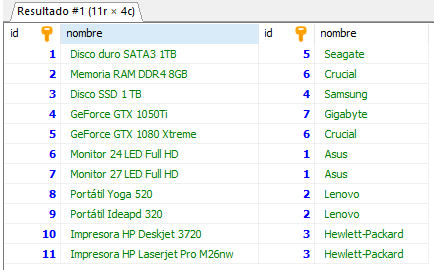 Resultado #1 (11r × 4c)
id nombre id nombre
1 Disco duro SATA3 1TB 5 Seagate
2 Memoria RAM DDR4 8GB 6 Crucial
3 Disco SSD 1 TB 4 Samsung
4 GeForce GTX 1050Ti 7 Gigabyte
5 GeForce GTX 1080 Xtreme 6 Crucial
6 Monitor 24 LED Full HD 1 Asus
7 Monitor 27 LED Full HD 1 Asus
8 Portátil Yoga 520 2 Lenovo
9 Portátil Ideapd 320 2 Lenovo
10 Impresora HP Deskjet 3720 3 Hewlett-Packard
11 Impresora HP Laserjet Pro M26nw 3 Hewlett-Packard